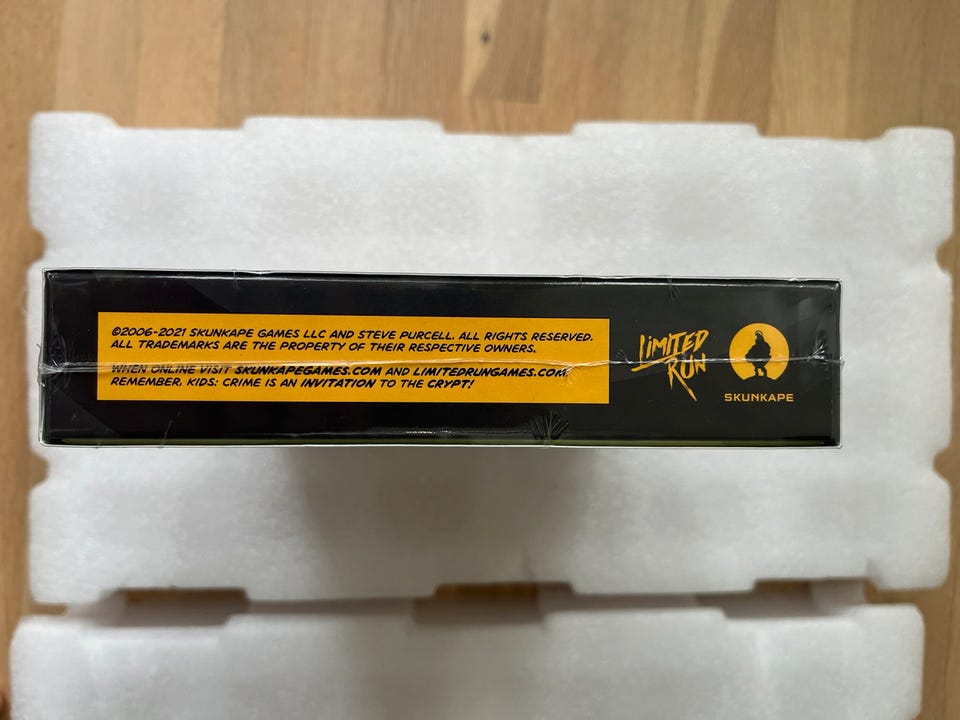 ©2006-2021 SKUNKAPE GAMES LLC AND STEVE PURCELL. ALL RIGHTS RESERVED.
ALL TRADEMARKS ARE THE PROPERTY OF THEIR RESPECTIVE OWNERS.
WHEN ONLINE VISIT SKUNKAPEGAMES.COM AND LIMITEDRUNGAMES.COM.
REMEMBER, KIDS: CRIME IS AN INVITATION TO THE CRYPT!
LIMITED
RUN
SKUNKAPE